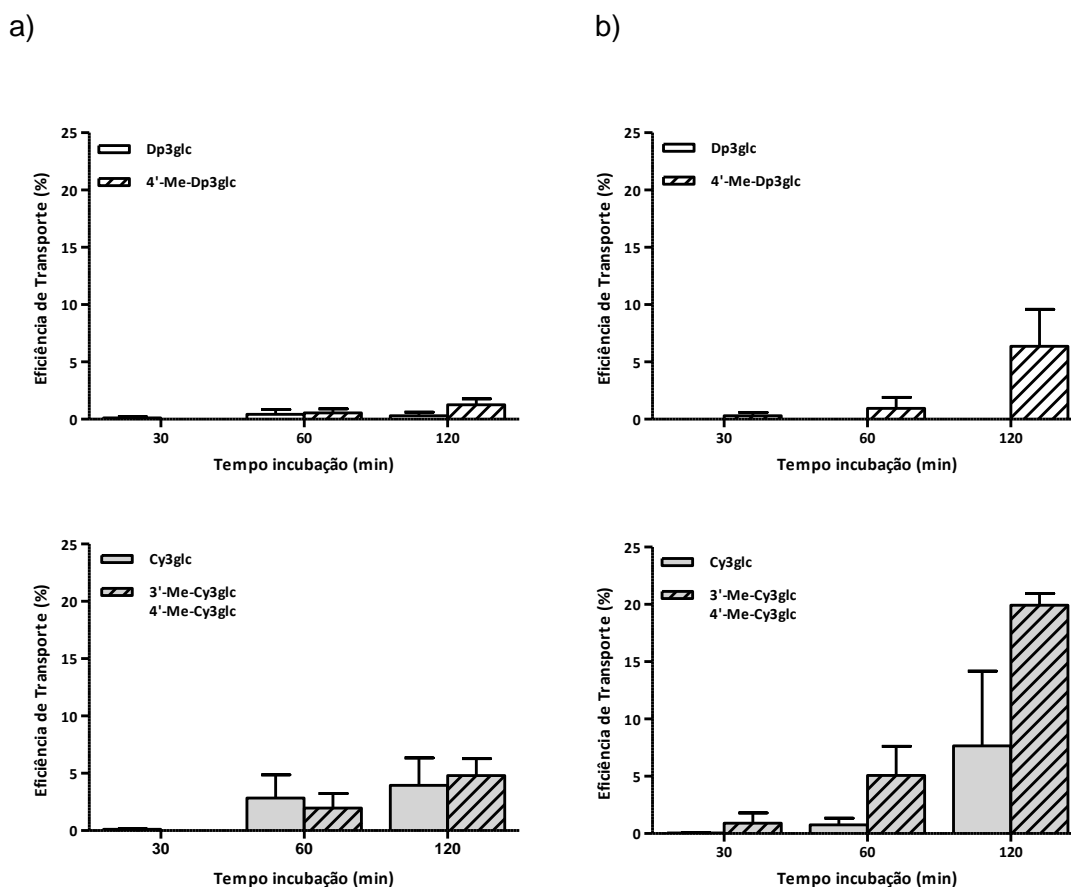 a)
b)
25
20
15
10
5
0
Eficiência de Transporte (%)
Dp3glc
4'-Me-Dp3glc
30
60
120
Tempo incubação (min)
25
20
15
10
5
0
Eficiência de Transporte (%)
Dp3glc
4'-Me-Dp3glc
30
60
120
Tempo incubação (min)
25
20
15
10
5
0
Eficiência de Transporte (%)
Cy3glc
3'-Me-Cy3glc
4'-Me-Cy3glc
30
60
120
Tempo incubação (min)
25
20
15
10
5
0
Eficiência de Transporte (%)
Cy3glc
3'-Me-Cy3glc
4'-Me-Cy3glc
30
60
120
Tempo incubação (min)